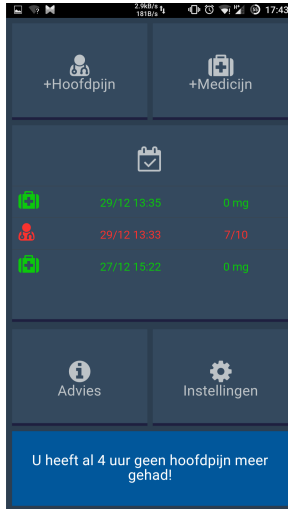 2.9kB/s
181B/s
17:43
+Hoofdpijn +Medicijn
29/12 13:35 0 mg
29/12 13:33 7/10
27/12 15:22 0 mg
Advies Instellingen
U heeft al 4 uur geen hoofdpijn meer
gehad!